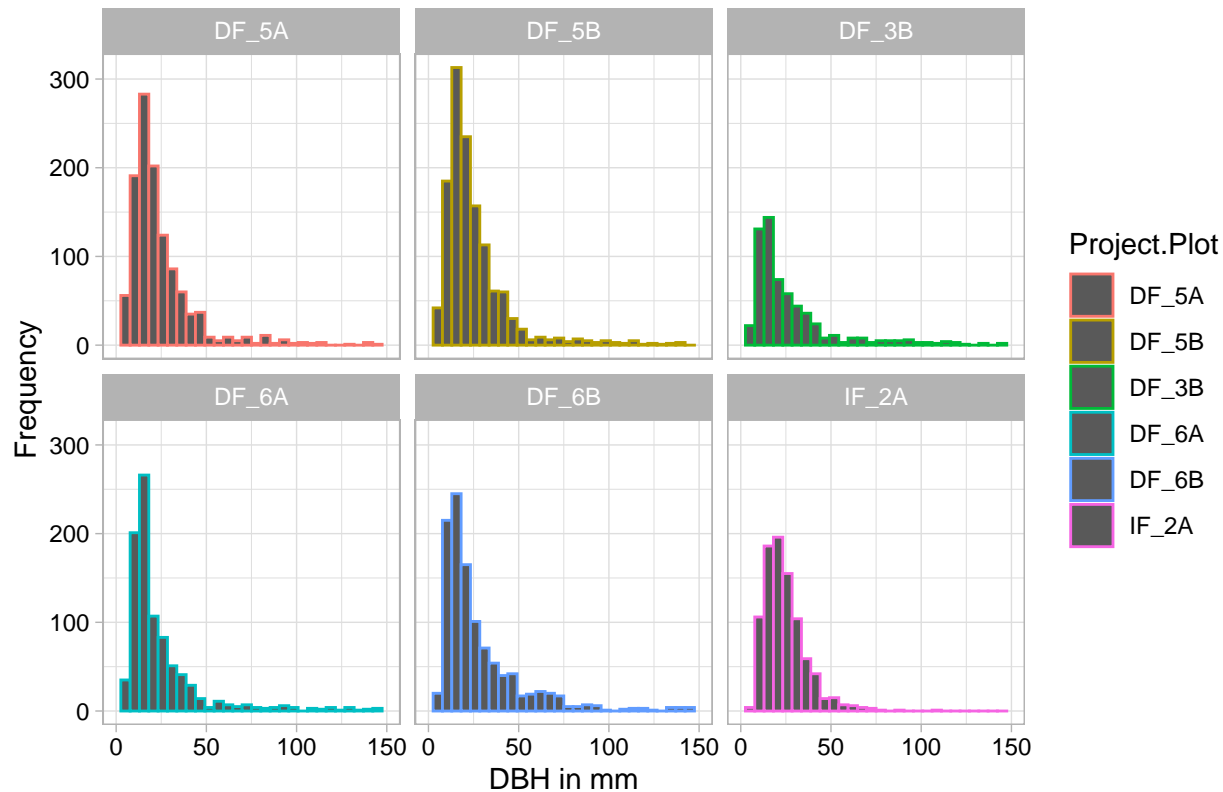 DF_5A DF_5B DF_3B
300
200
100
0
DF_6A DF_6B IF_2A
300
200
100
0
0 50 100 150 0 50 100 150 0 50 100 150
DBH in mm
Frequency
Project.Plot
DF_5A
DF_5B
DF_3B
DF_6A
DF_6B
IF_2A